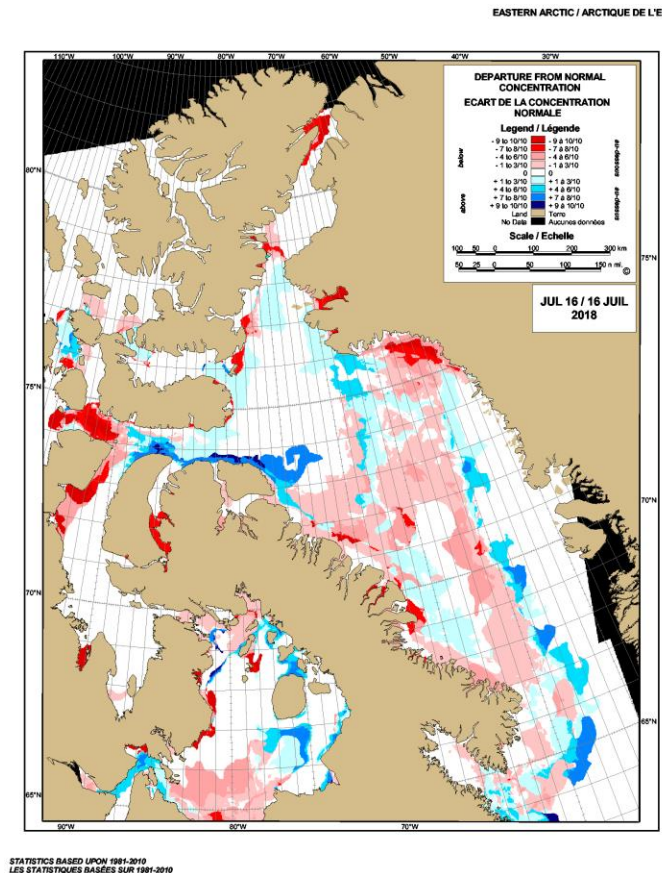 EASTERN ARCTIC / ARCTIQUE DE L'E
110°W 100°W 90°W 80°W 70°W 60°W 50°W 40°W 30°W
DEPARTURE FROM NORMAL
CONCENTRATION
ECART DE LA CONCENTRATION
NORMALE
Legend / Légende
below
- 9 to 10/10 - 9 à 10/10
- 7 to 8/10 - 7 à 8/10
- 4 to 6/10 - 4 à 6/10
- 1 to 3/10 - 1 à 3/10
0 0
above
+ 1 to 3/10 + 1 à 3/10
+ 4 to 6/10 + 4 à 6/10
+ 7 to 8/10 + 7 à 8/10
+ 9 to 10/10 + 9 à 10/10
Land Terre
No Data Aucunes données
au-dessous
au-dessus
Scale / Echelle
100 50 0 100 200 300 km
50 25 0 50 100 150 n mi.
©
JUL 16 / 16 JUIL
2018
80°N
75°N
75°N
70°N
70°N
65°N
65°N
90°W 80°W 70°W
STATISTICS BASED UPON 1981-2010
LES STATISTIQUES BASÉES SUR 1981-2010